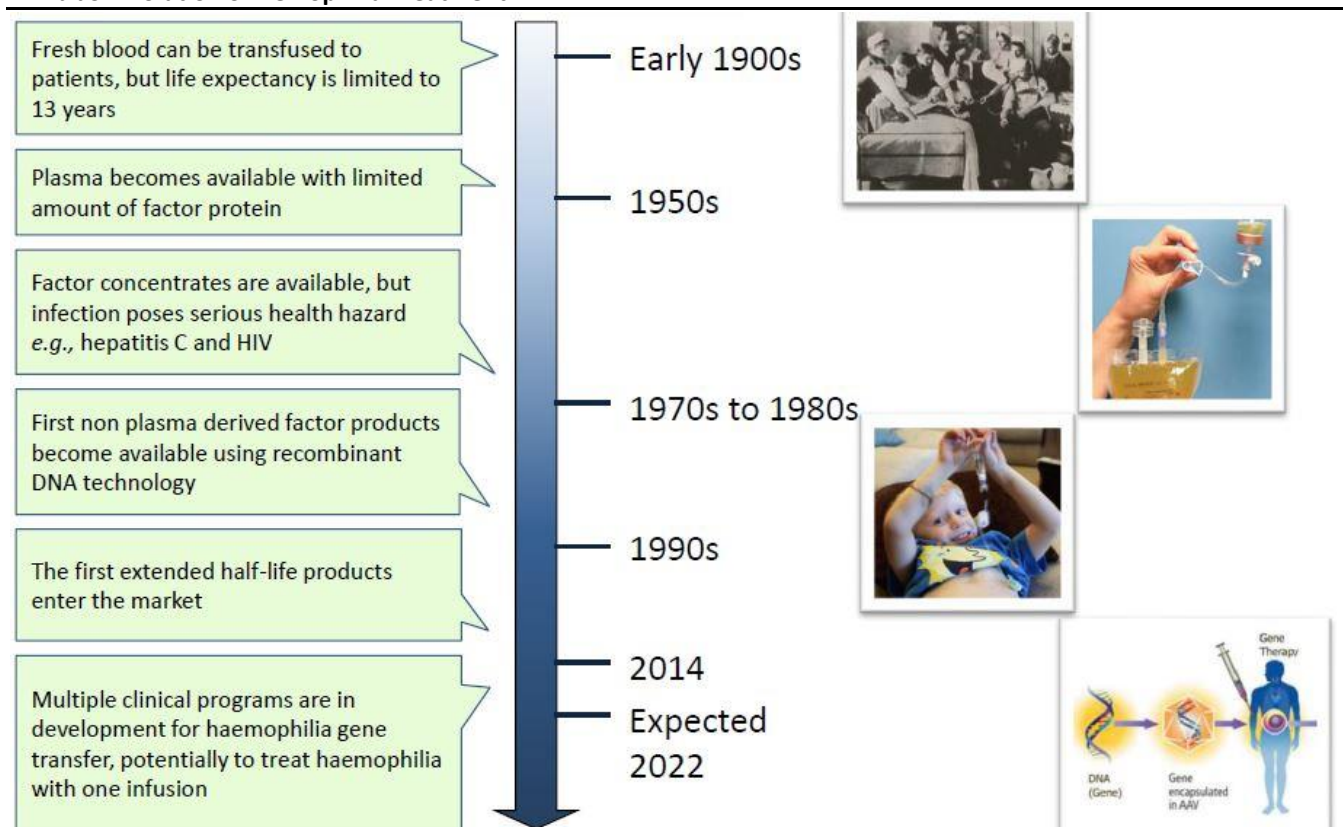 Fresh blood can be transfused to
patients, but life expectancy is limited to
13 years
Early 1900s
Plasma becomes available with limited
amount of factor protein
1950s
Factor concentrates are available, but
infection poses serious health hazard
e.g., hepatitis C and HIV
1970s to 1980s
First non plasma derived factor products
become available using recombinant
DNA technology
1990s
The first extended half-life products
enter the market
2014
Multiple clinical programs are in
development for haemophilia gene
transfer, potentially to treat haemophilia
with one infusion
Expected
2022
Gene
Therapy
DNA
(Gene)
Gene
encapsulated
in AAV